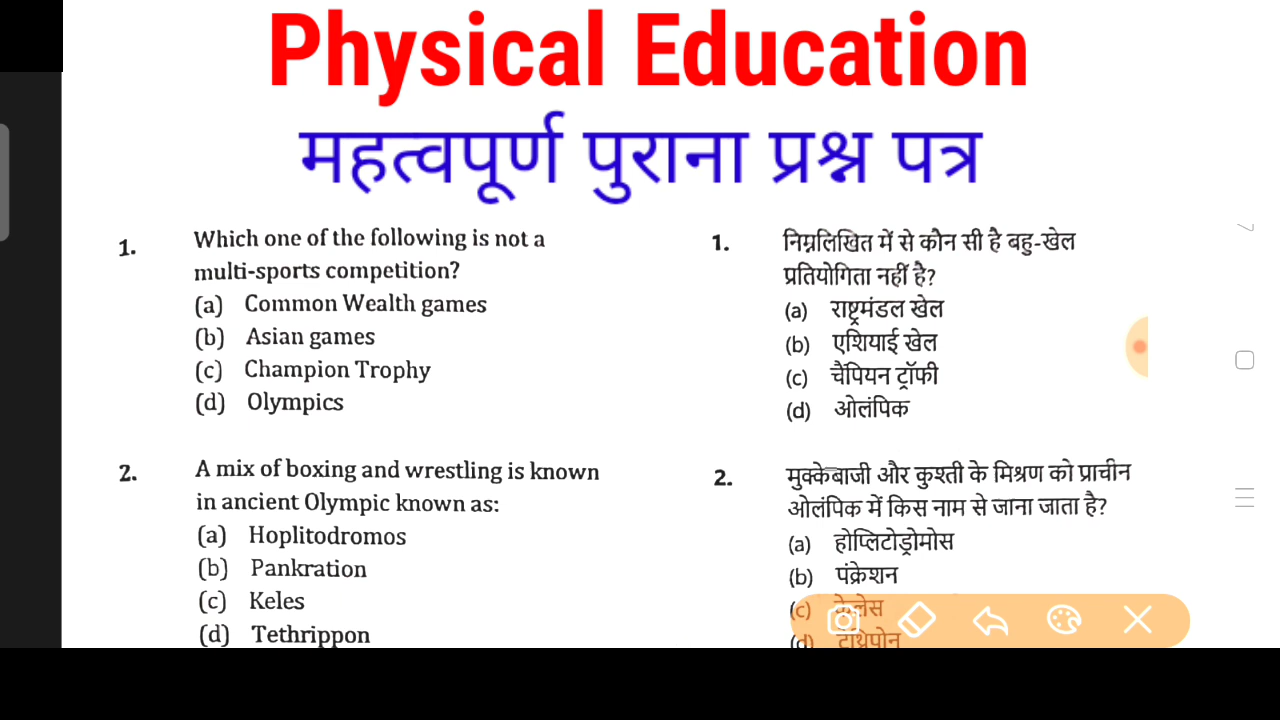 Physical Education
महत्वपूर्ण पुराना प्रश्न पत्र
1. Which one of the following is not a
multi-sports competition?
(a) Common Wealth games
(b) Asian games
(c) Champion Trophy
(d) Olympics
2. A mix of boxing and wrestling is known
in ancient Olympic known as:
(a) Hoplitodromos
(b) Pankration
(c) Keles
(d) Tethrippon
1. निम्नलिखित में से कौन सी है बहु-खेल
प्रतियोगिता नहीं है?
(a) राष्ट्रमंडल खेल
(b) एशियाई खेल
(c) चैंपियन ट्रॉफी
(d) ओलंपिक
2. मुक्केबाजी और कुश्ती के मिश्रण को प्राचीन
ओलंपिक में किस नाम से जाना जाता है?
(a) होप्लिटोड्रोमोस
(b) पंक्रेशन
(c)
(d)